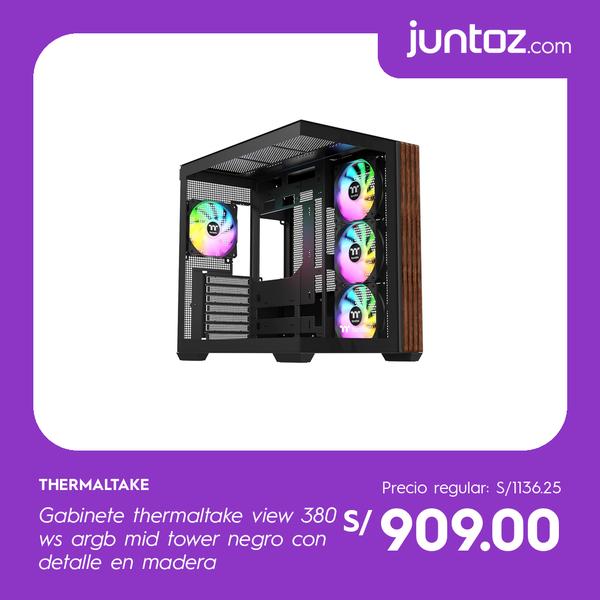 juntoz.com
THERMALTAKE
Gabinete thermaltake view 380
ws argb mid tower negro con
detalle en madera
Precio regular: S/1136.25
S/ 909.00